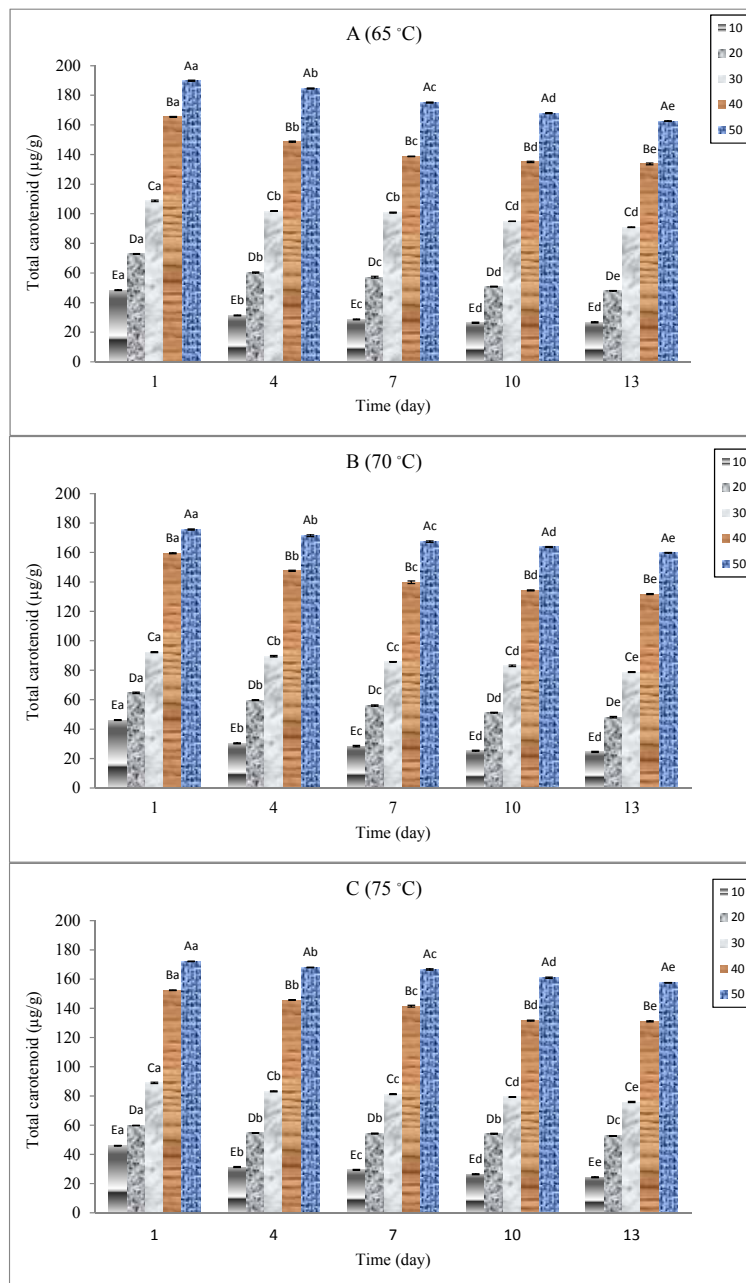 A (65 °C)
10
20
30
40
50
Total carotenoid (µg/g)
200
180
160
140
120
100
80
60
40
20
0
Ea Da Ca Ba Aa
Eb Db Cb Bb Ab
Ec Dc Cb Bc Ac
Ed Dd Cd Bd Ad
Ed De Cd Be Ae
1 4 7 10 13
Time (day)
B (70 °C)
10
20
30
40
50
Total carotenoid (µg/g)
200
180
160
140
120
100
80
60
40
20
0
Ea Da Ca Ba Aa
Eb Db Cb Bb Ab
Ec Dc Cc Bc Ac
Ed Dd Cd Bd Ad
Ed De Ce Be Ae
1 4 7 10 13
Time (day)
C (75 °C)
10
20
30
40
50
Total carotenoid (µg/g)
200
180
160
140
120
100
80
60
40
20
0
Ea Da Ca Ba Aa
Eb Db Cb Bb Ab
Ec Db Cc Bc Ac
Ed Db Cd Bd Ad
Ee Dc Ce Be Ae
1 4 7 10 13
Time (day)